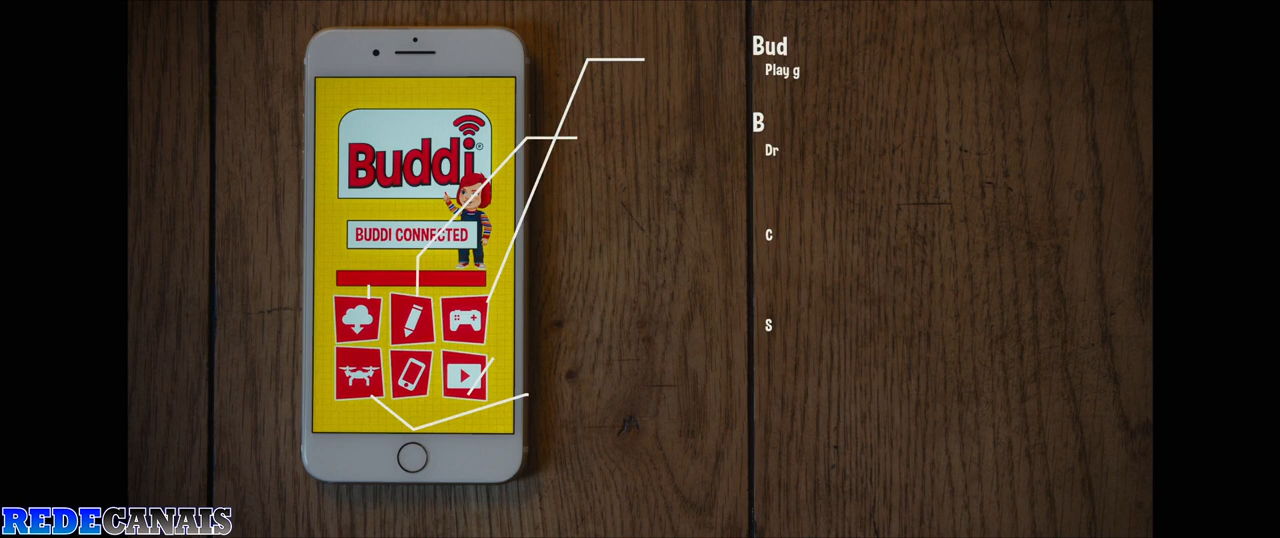 Buddi®
BUDDI CONNECTED
Bud
Play g
B
Dr
C
S
REDECANAIS